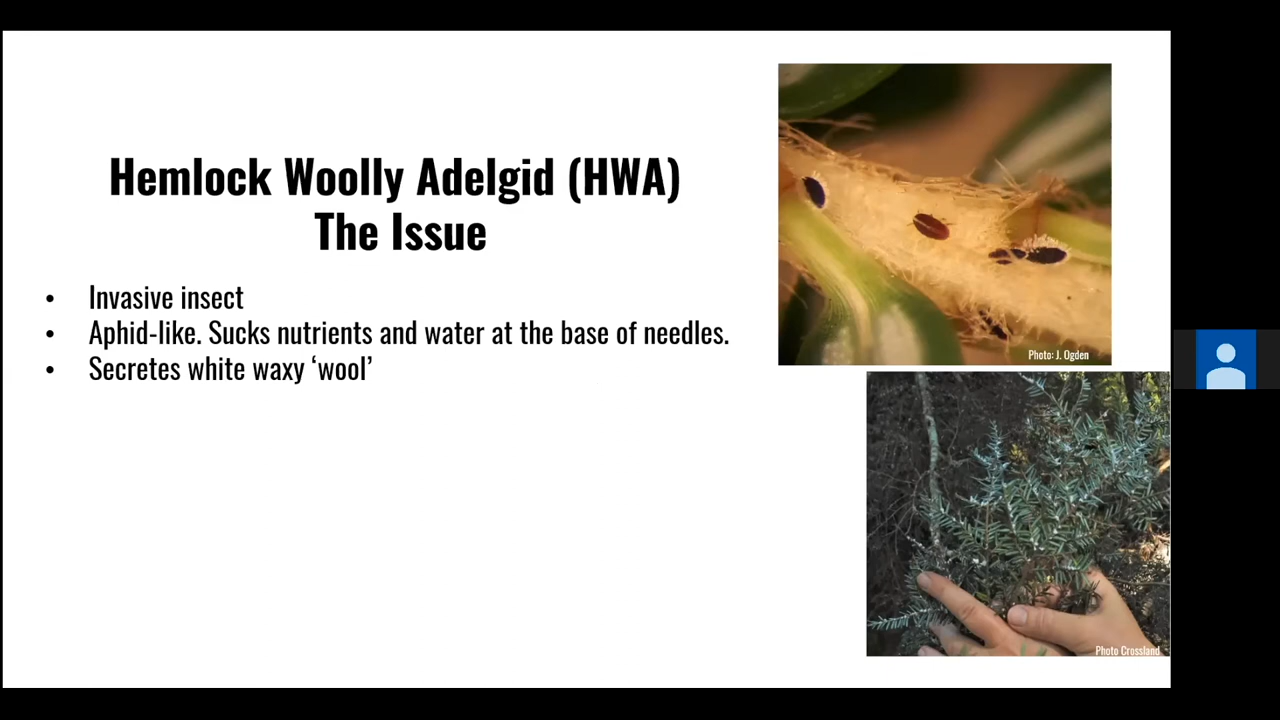 Hemlock Woolly Adelgid (HWA)
The Issue
• Invasive insect
• Aphid-like. Sucks nutrients and water at the base of needles.
• Secretes white waxy ‘wool’
Photo: J. Ogden
Photo Crossland